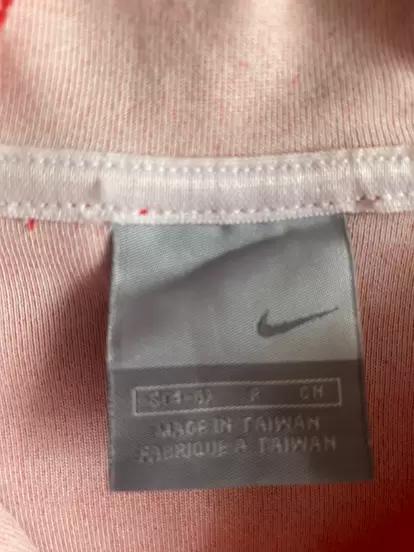 S(4-6) P CH
MADE IN TAIWAN
FABRIQUE A TAIWAN